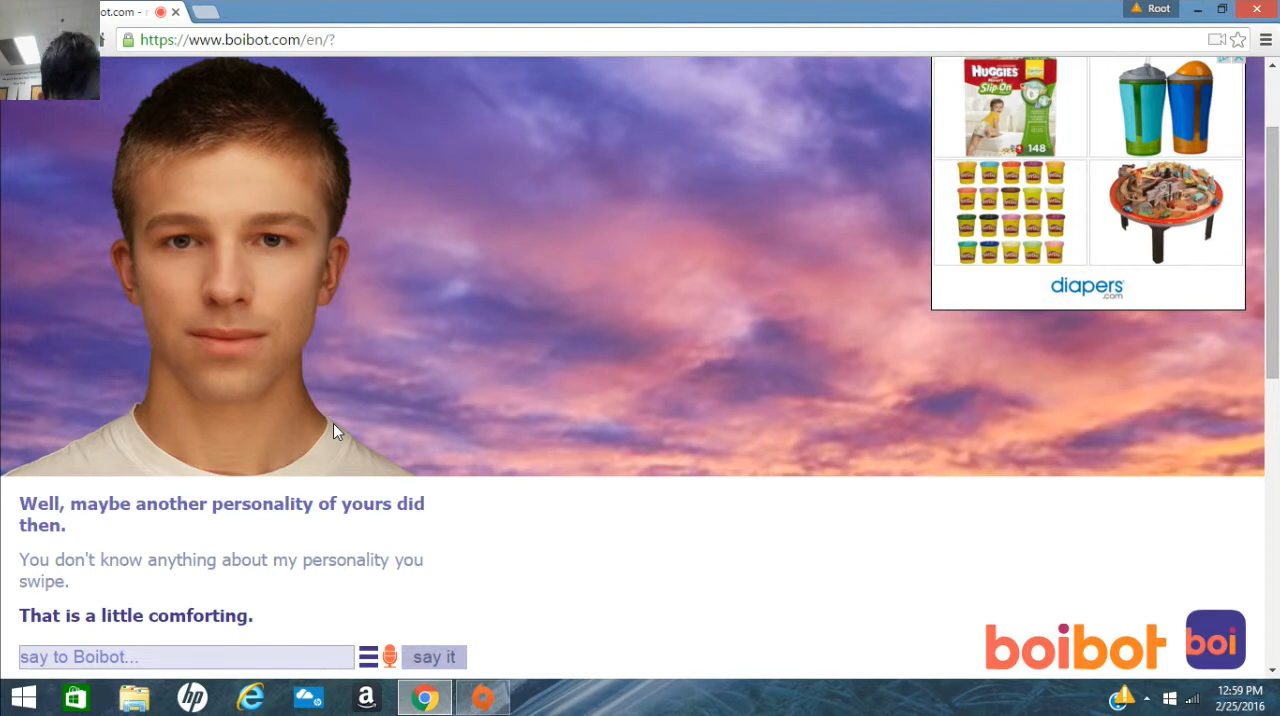 ot.com -
Root
https://www.boibot.com/en/?
HUGGIES
Slip-On
148
diapers
.com
Well, maybe another personality of yours did
then.
You don't know anything about my personality you
swipe.
That is a little comforting.
say to Boibot...
say it
boibot
boi
hp
a
12:59 PM
2/25/2016